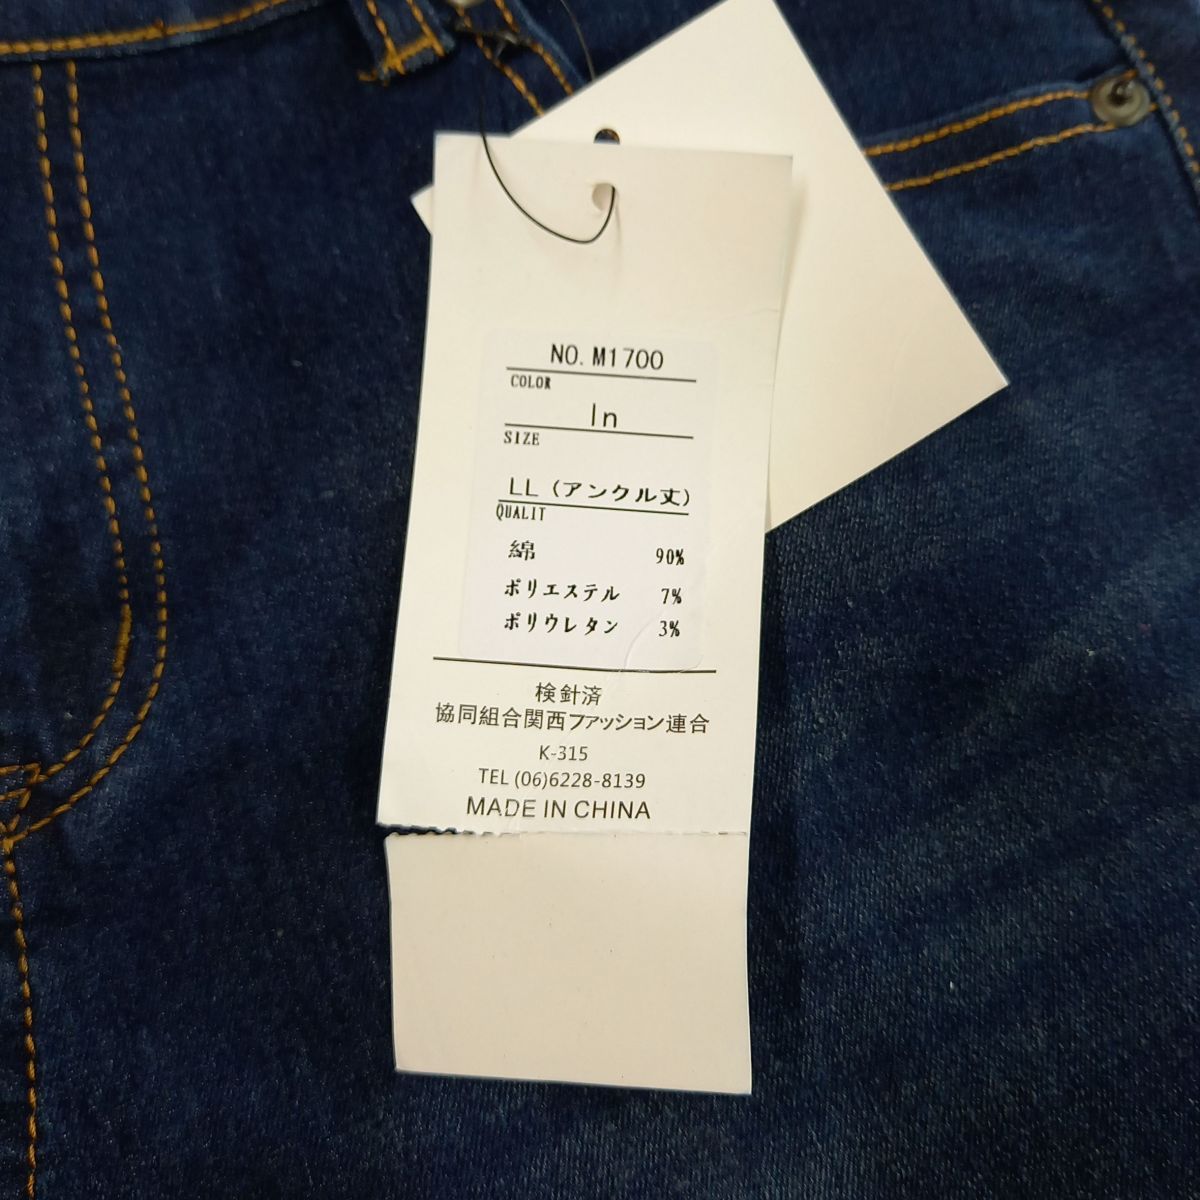 NO. M1700
COLOR
In
SIZE
LL (アンクル丈)
QUALIT
綿 90%
ポリエステル 7%
ポリウレタン 3%
検針済
協同組合関西ファッション連合
K-315
TEL (06)6228-8139
MADE IN CHINA